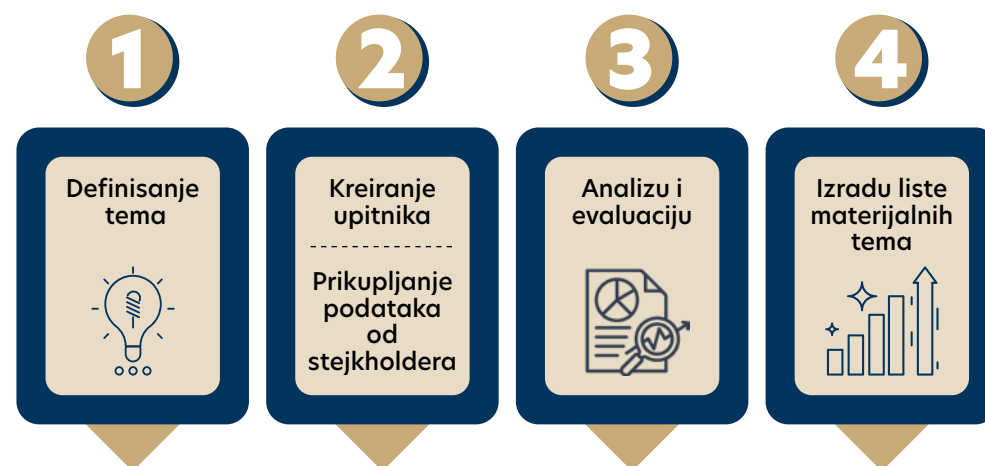 1
Definisanje
tema
2
Kreiranje
upitnika
Prikupljanje
podataka
od
stejkholdera
3
Analizu i
evaluaciju
4
Izradu liste
materijalnih
tema